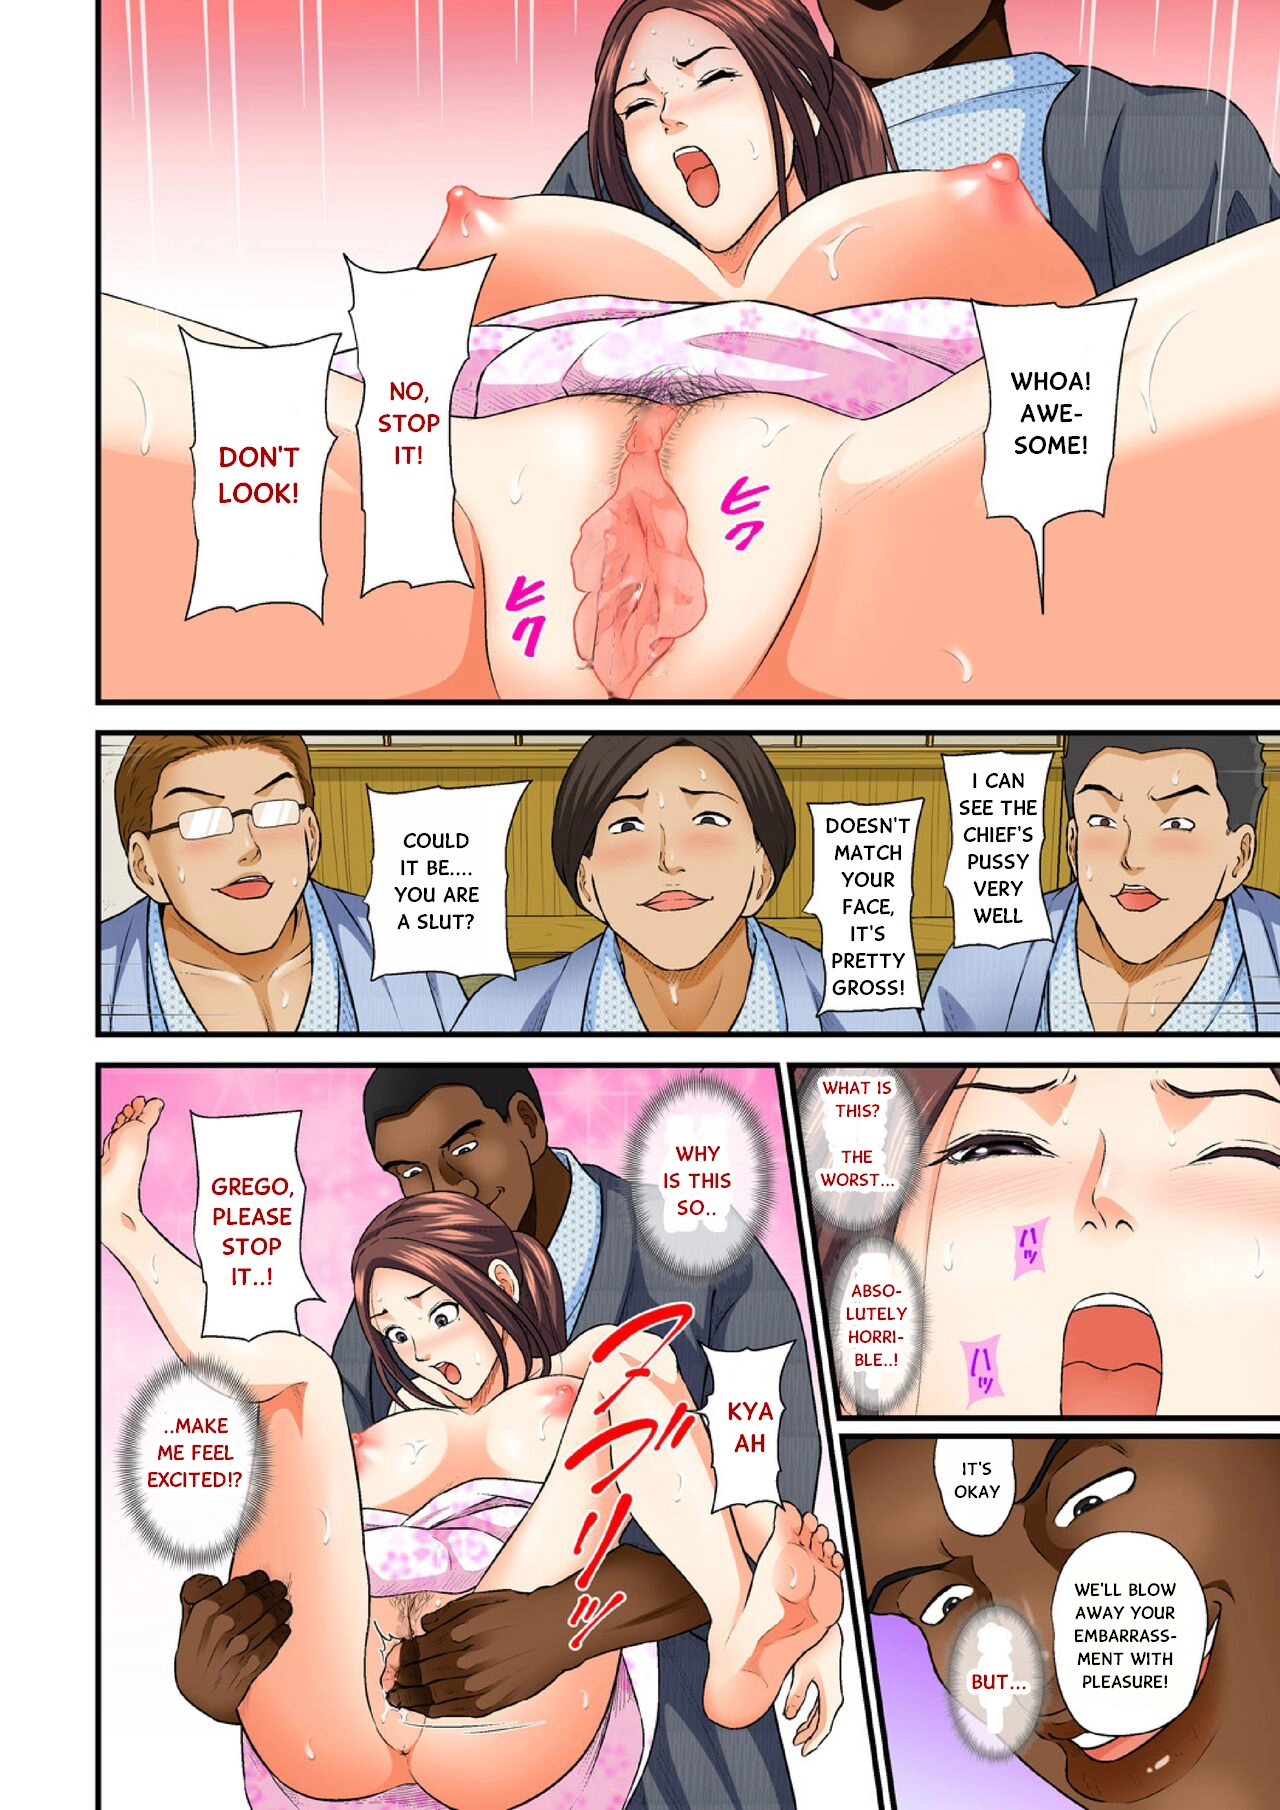 WHOA!
AWE-
SOME!
NO,
STOP
IT!
DON'T
LOOK!
ヒク
ヒク
I CAN
SEE THE
CHIEF'S
PUSSY
VERY
WELL
DOESN'T
MATCH
YOUR
FACE,
IT'S
PRETTY
GROSS!
COULD
IT BE....
YOU ARE
A SLUT?
WHAT IS
THIS?
THE
WORST...
ABSO-
LUTELY
HORRI-
BLE..!
ハッ
ハッ
WHY
IS THIS
SO..
GREGO,
PLEASE
STOP
IT..!
..MAKE
ME FEEL
EXCITED!?
KYA
AH
IT'S
OKAY
WE'LL BLOW
AWAY YOUR
EMBARRASS-
MENT WITH
PLEASURE!
BUT...